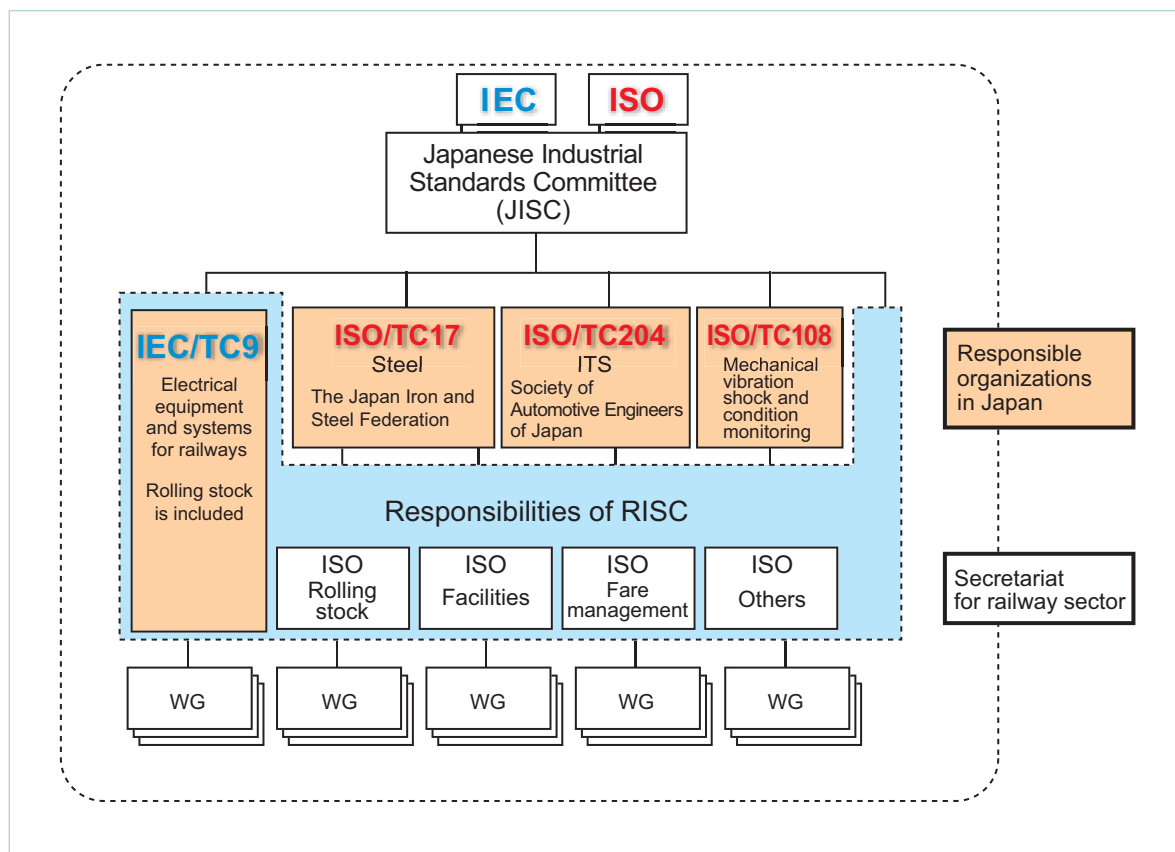 IEC
ISO
Japanese Industrial
Standards Committee
(JISC)
IEC/TC9
Electrical
equipment
and systems
for railways
Rolling stock
is included
ISO/TC17
Steel
The Japan Iron and
Steel Federation
ISO/TC204
ITS
Society of
Automotive Engineers
of Japan
ISO/TC108
Mechanical
vibration
shock and
condition
monitoring
Responsible
organizations
in Japan
Responsibilities of RISC
ISO
Rolling
stock
ISO
Facilities
ISO
Fare
management
ISO
Others
Secretariat
for railway sector
WG
WG
WG
WG
WG